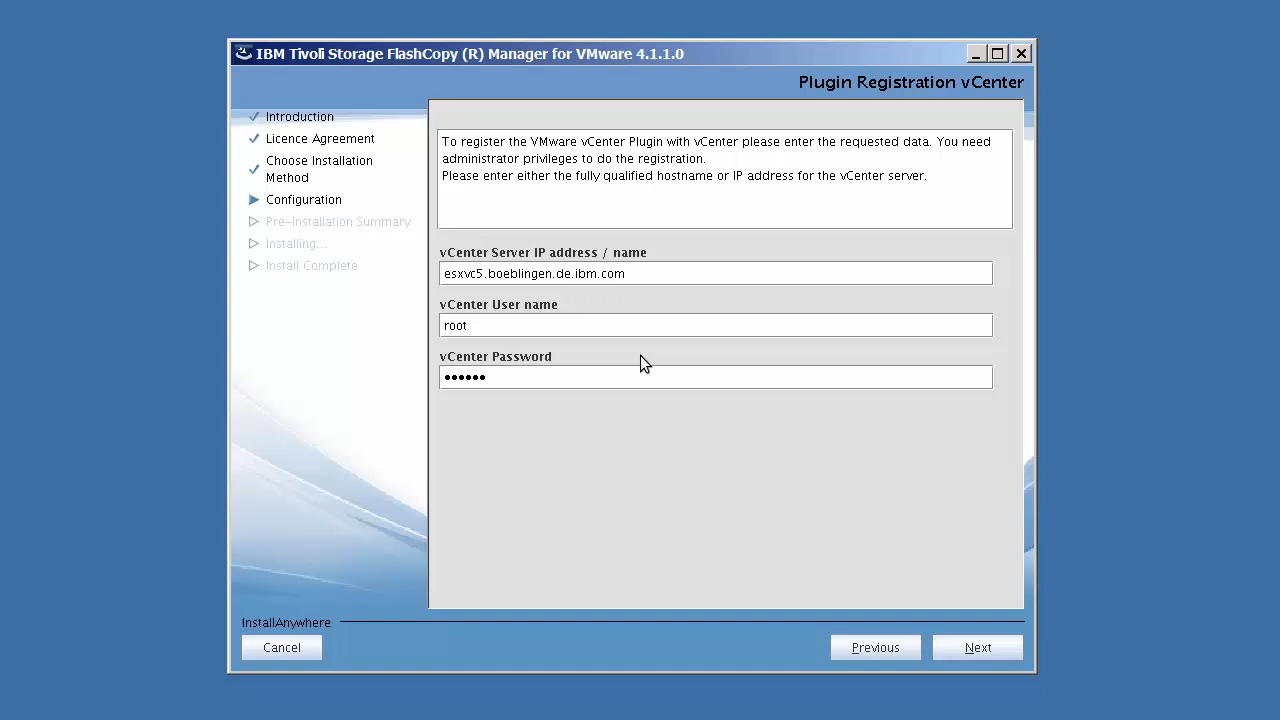 IBM Tivoli Storage FlashCopy (R) Manager for VMware 4.1.1.0
Plugin Registration vCenter
Introduction
Licence Agreement
Choose Installation
Method
Configuration
Pre-Installation Summary
Installing...
Install Complete
To register the VMware vCenter Plugin with vCenter please enter the requested data. You need
administrator privileges to do the registration.
Please enter either the fully qualified hostname or IP address for the vCenter server.
vCenter Server IP address / name
esxvc5.boeblingen.de.ibm.com
vCenter User name
root
vCenter Password
••••••
InstallAnywhere
Cancel
Previous
Next